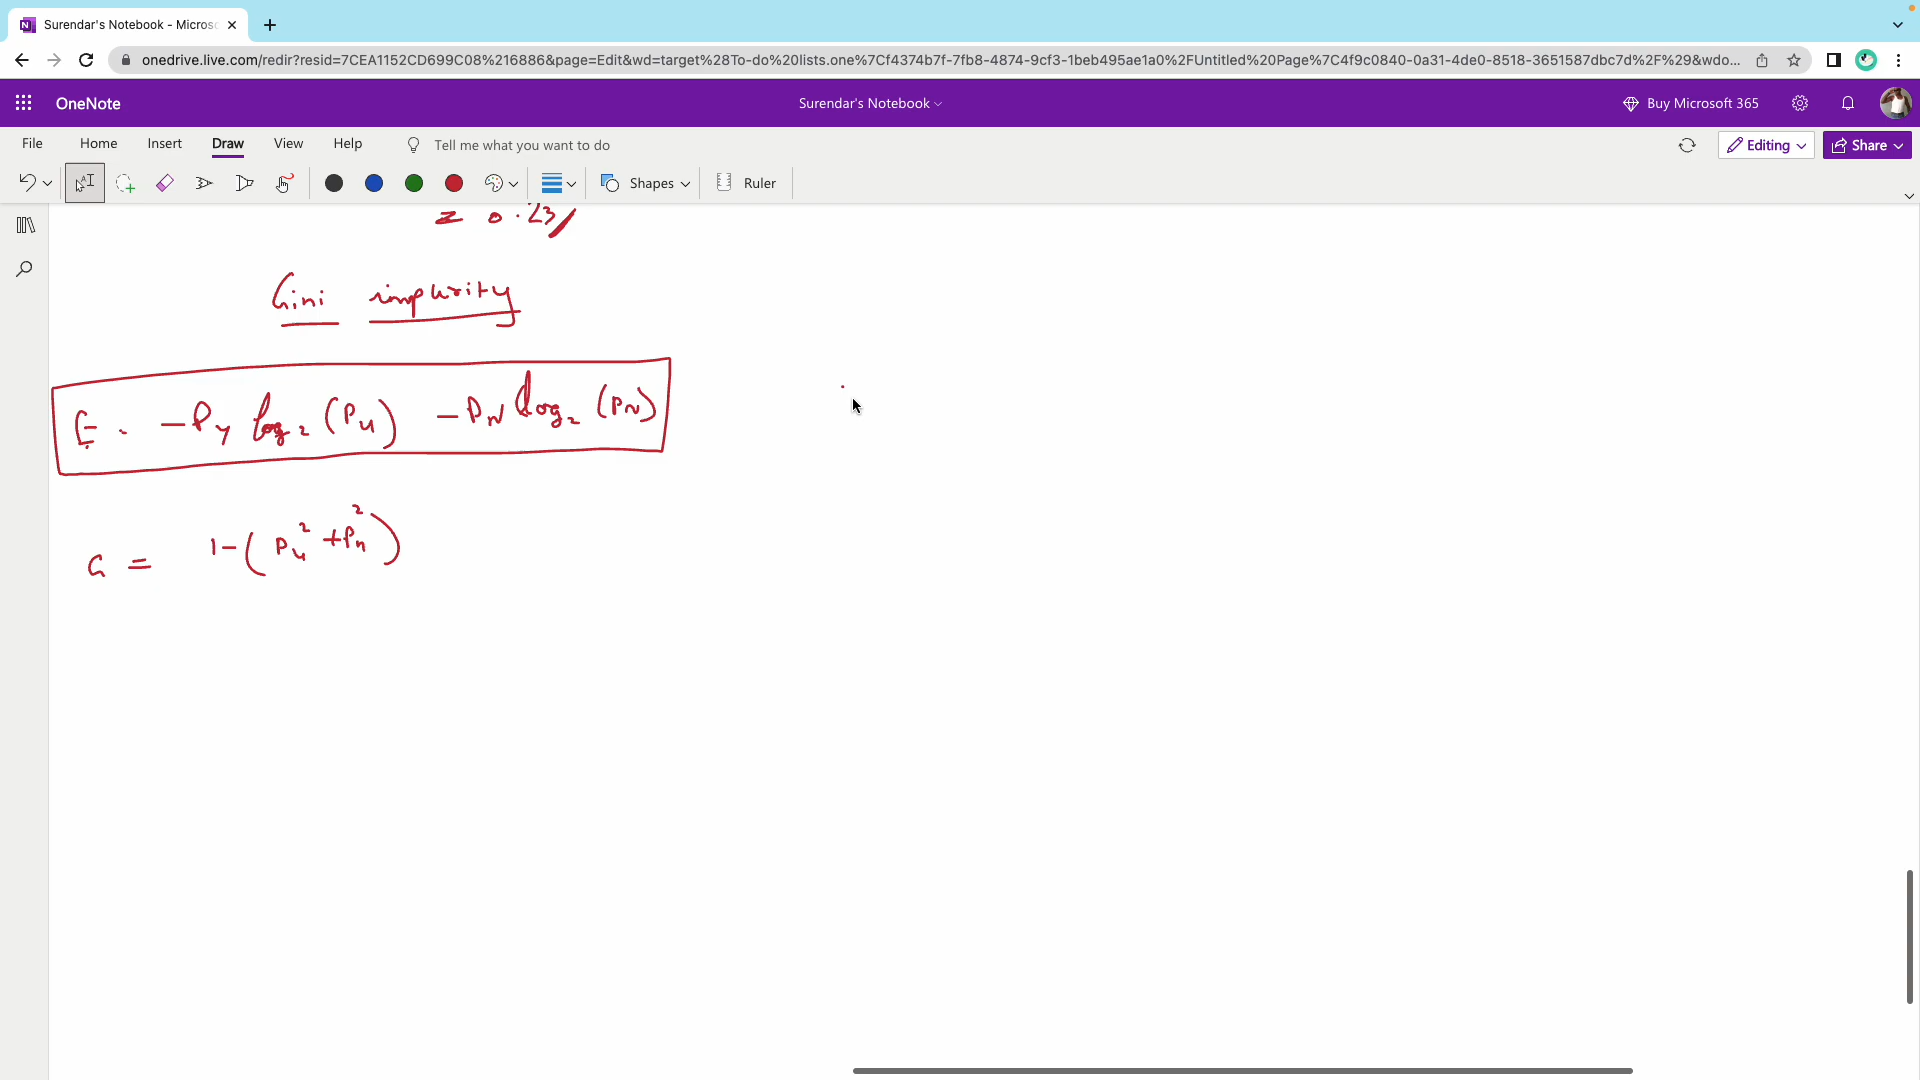 Surendar's Notebook - Microso
onedrive.live.com/redir?resid=7CEA1152CD699C08%216886&page=Edit&wd=target%28To-do%20lists.one%7Cf4374b7f-7fb8-4874-9cf3-1beb495ae1a0%2FUntitled%20Page%7C4f9c0840-0a31-4de0-8518-3651587dbc7d%2F%29&wdo...
OneNote
Surendar's Notebook
Buy Microsoft 365
File Home Insert Draw View Help Tell me what you want to do
Editing Share
Shapes Ruler
= 0.23
Gini impurity
E = -Py log₂ (Py) -PN log₂ (PN)
G = 1-(Py² + Pn²)